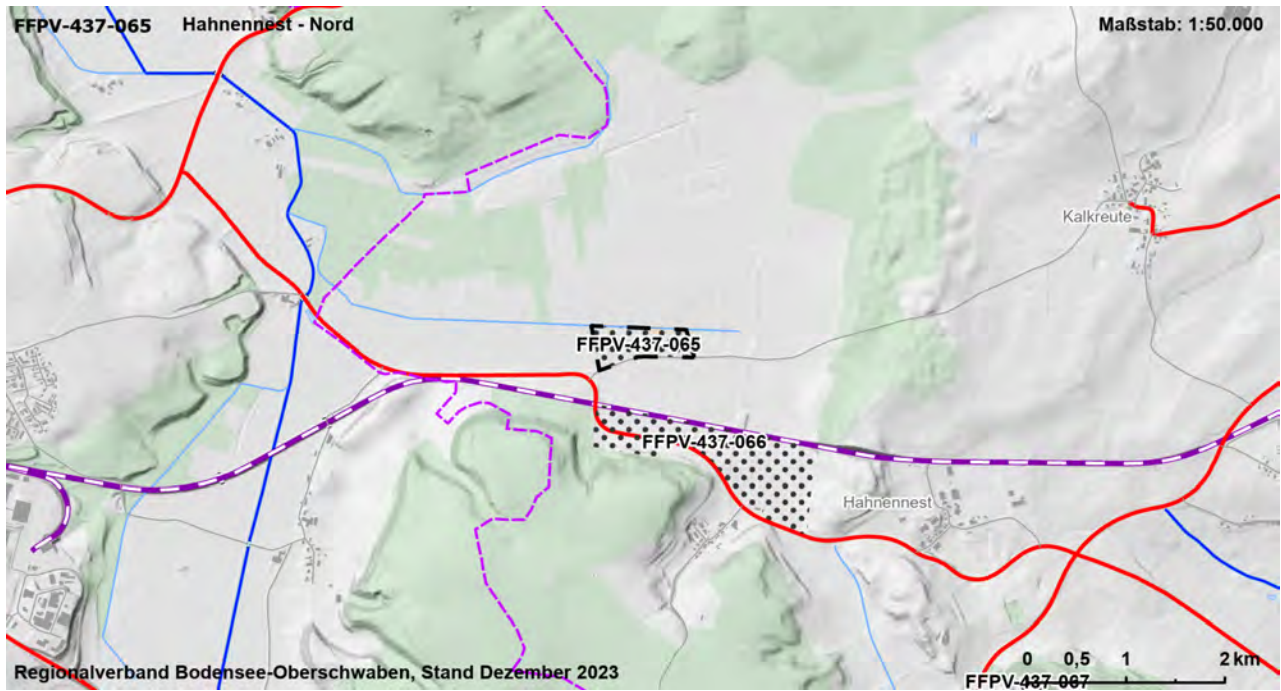 FFPV-437-065 Hahnennest - Nord Maßstab: 1:50.000
Kalkreute
FFPV-437-065
FFPV-437-066
Hahnennest
0 0,5 1 2 km
Regionalverband Bodensee-Oberschwaben, Stand Dezember 2023
FFPV-437-067